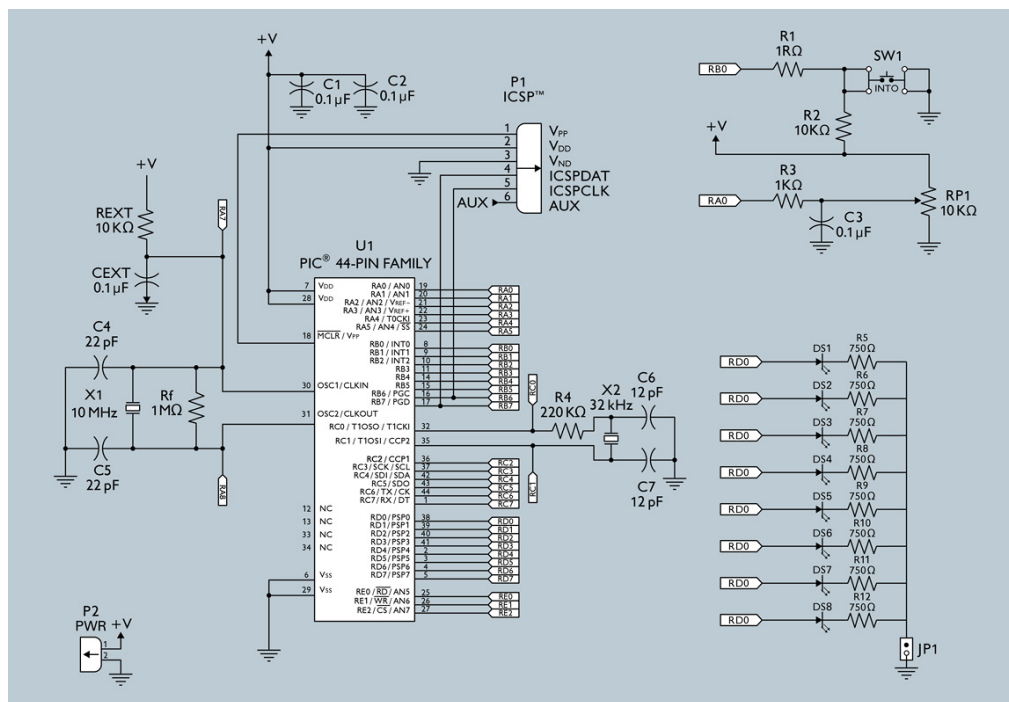 +V
C1
0.1µF
C2
0.1µF
P1
ICSP™
1 VPP
2 VDD
3 VND
4 ICSPDAT
5 ICSPCLK
AUX 6 AUX
R1
1RΩ
RB0
SW1
INTO
R2
10KΩ
+V
R3
1KΩ
RA0
C3
0.1µF
RP1
10KΩ
+V
REXT
10KΩ
RA7
CEXT
0.1µF
U1
PIC® 44-PIN FAMILY
7 VDD
28 VDD
18 MCLR / VPP
30 OSC1/ CLKIN
31 OSC2/CLKOUT
12 NC
13 NC
33 NC
34 NC
6 VSS
29 VSS
RA0 / AN0 19 RA0
RA1 / AN1 20 RA1
RA2 / AN2 / VREF- 21 RA2
RA3 / AN3 / VREF+ 22 RA3
RA4 / T0CKI 23 RA4
RA5 / AN4 / SS 24 RA5
RB0 / INT0 8 RB0
RB1 / INT1 9 RB1
RB2 / INT2 10 RB2
RB3 11 RB3
RB4 14 RB4
RB5 15 RB5
RB6 / PGC 16 RB6
RB7 / PGD 17 RB7
RC0 / T1OSO / T1CKI 32
RC1 / T1OSI / CCP2 35
RC2 / CCP1 36 RC2
RC3 / SCK / SCL 37 RC3
RC4 / SDI / SDA 42 RC4
RC5 / SDO 43 RC5
RC6 / TX / CK 44 RC6
RC7 / RX / DT 1 RC7
RD0 / PSP0 38 RD0
RD1 / PSP1 39 RD1
RD2 / PSP2 40 RD2
RD3 / PSP3 41 RD3
RD4 / PSP4 2 RD4
RD5 / PSP5 3 RD5
RD6 / PSP6 4 RD6
RD7 / PSP7 5 RD7
RE0 / RD / AN5 25 RE0
RE1 / WR / AN6 26 RE1
RE2 / CS / AN7 27 RE2
C4
22 pF
X1
10 MHz
Rf
1MΩ
C5
22 pF
RA8
RC0
R4
220 KΩ
X2
32 kHz
C6
12 pF
C7
12 pF
RC1
RD0 DS1 R5 750Ω
RD0 DS2 R6 750Ω
RD0 DS3 R7 750Ω
RD0 DS4 R8 750Ω
RD0 DS5 R9 750Ω
RD0 DS6 R10 750Ω
RD0 DS7 R11 750Ω
RD0 DS8 R12 750Ω
JP1
P2
PWR
+V
1
2